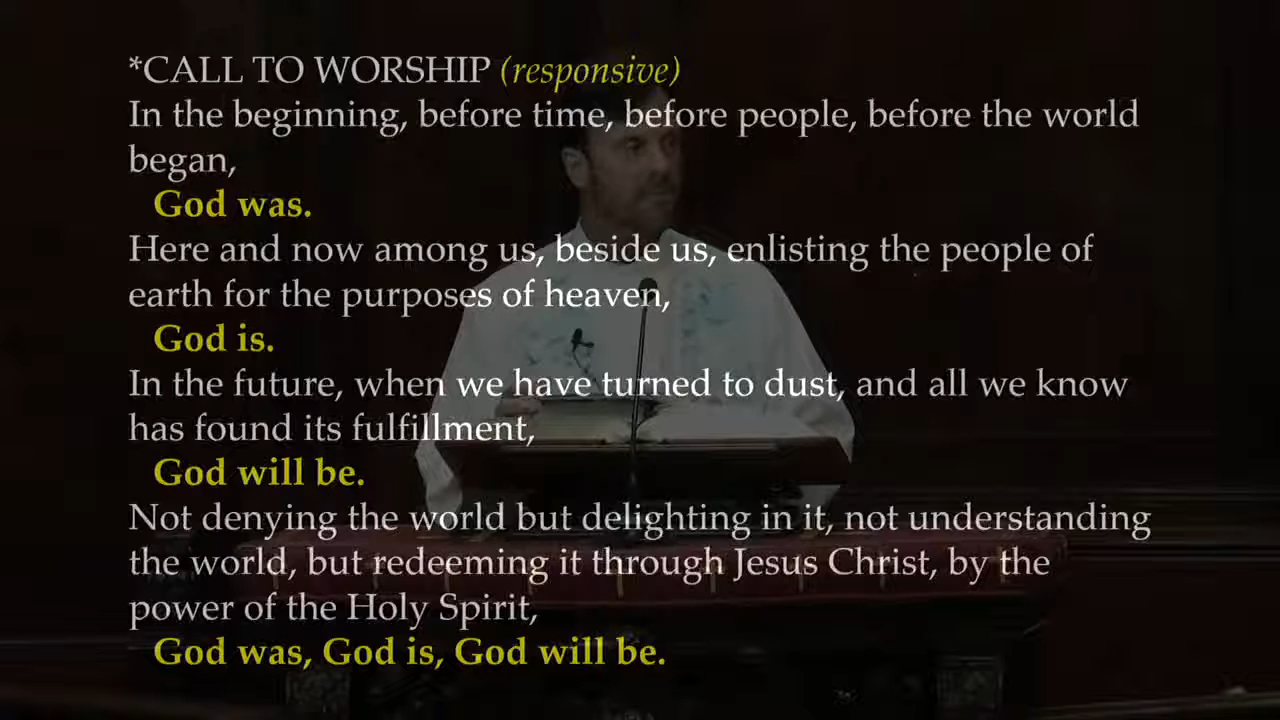 *CALL TO WORSHIP (responsive)
In the beginning, before time, before people, before the world
began,
God was.
Here and now among us, beside us, enlisting the people of
earth for the purposes of heaven,
God is.
In the future, when we have turned to dust, and all we know
has found its fulfillment,
God will be.
Not denying the world but delighting in it, not understanding
the world, but redeeming it through Jesus Christ, by the
power of the Holy Spirit,
God was, God is, God will be.